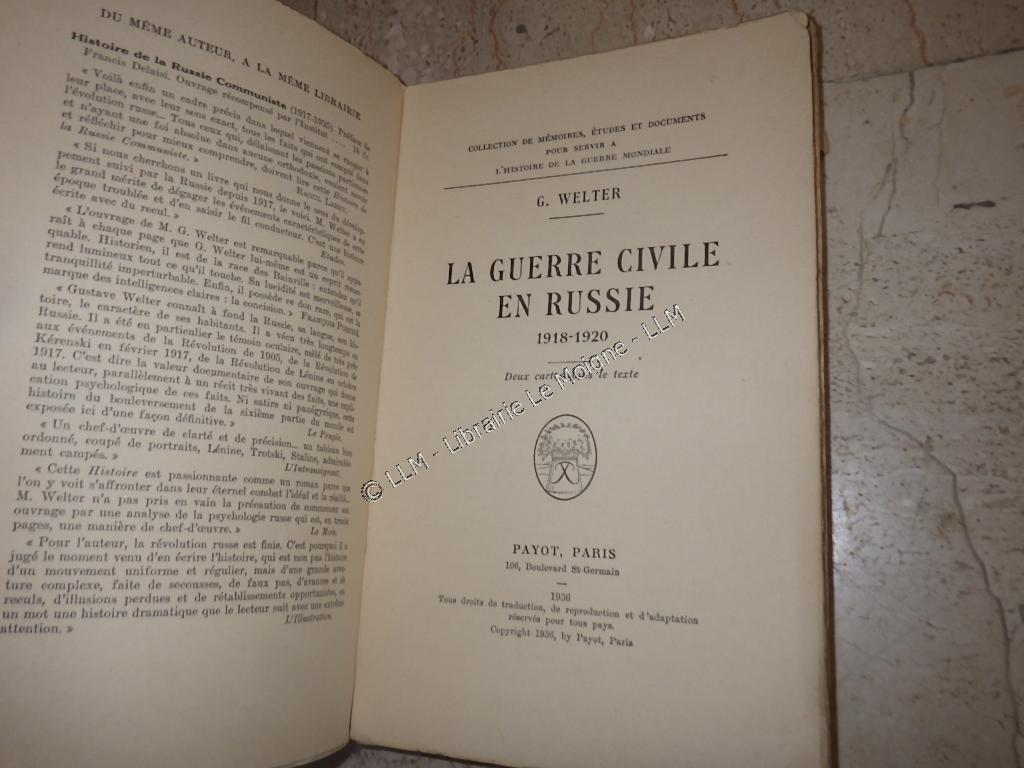 DU MÊME AUTEUR, A LA MÊME LIBRAIRIE
Histoire de la Russie Communiste (1917-1935). Préface de
Francis Delaisi. Ouvrage récompensé par l'Institut .... 18 fr.
« Voilà enfin un cadre précis dans lequel viennent se ranger à
leur place, avec leur sens exact, tous les faits qui ont marqué
l'évolution russe... Tous ceux qui, délaissant les passions partisanes
et n'ayant une foi absolue dans aucune orthodoxie, veulent savoir
et réfléchir pour mieux comprendre, doivent lire cette Histoire de
la Russie Communiste. »
« Si nous cherchons un livre qui nous donne le sens du dévelop-
pement suivi par la Russie depuis 1917, le voici. M. Welter a eu
le grand mérite de dégager les événements caractéristiques de cette
époque troublée et d'en saisir le fil conducteur. C'est une histoire
écrite avec du recul. » Etudes.
« L'ouvrage de M. G. Welter est remarquable parce qu'il appa-
raît à chaque page que G. Welter lui-même est un esprit remar-
quable. Historien, il est de la race des Bainville : entendez qu'il
rend lumineux tout ce qu'il touche. Sa lucidité est merveilleuse, sa
tranquillité imperturbable. Enfin, il possède ce don rare, qui est la
marque des intelligences claires : la concision. »
« Gustave Welter connaît à fond la Russie, sa langue, son his-
toire, le caractère de ses habitants. Il a vécu très longtemps en
Russie. Il a été en particulier le témoin oculaire, mêlé de très près
aux événements de la Révolution de 1905, de la Révolution de
Kérenski en février 1917, de la Révolution de Lénine en octobre
1917. C'est dire la valeur documentaire de son ouvrage qui donne
au lecteur, parallèlement à un récit très vivant des faits, une expli-
cation psychologique de ces faits. Ni satire ni panégyrique, cette
histoire du bouleversement de la sixième partie du monde est
exposée ici d'une façon définitive. » Le Peuple.
« Un chef-d'œuvre de clarté et de précision... un tableau bien
ordonné, coupé de portraits, Lénine, Trotski, Staline, admirable-
ment campés. » L'Intransigeant.
« Cette Histoire est passionnante comme un roman parce que
l'on y voit s'affronter dans leur éternel combat l'idéal et la réalité...
M. Welter n'a pas pris en vain la précaution de commencer son
ouvrage par une analyse de la psychologie russe qui est, en trente
pages, une manière de chef-d'œuvre. » Le Mois.
« Pour l'auteur, la révolution russe est finie. C'est pourquoi il a
jugé le moment venu d'en écrire l'histoire, qui est non pas l'histoire
d'un mouvement uniforme et régulier, mais d'une grande aven-
ture complexe, faite de secousses, de faux pas, d'avances et de
reculs, d'illusions perdues et de rétablissements opportunistes, en
un mot une histoire dramatique que le lecteur suit avec une extrême
attention. » L'Illustration.
COLLECTION DE MÉMOIRES, ÉTUDES ET DOCUMENTS
POUR SERVIR A
L'HISTOIRE DE LA GUERRE MONDIALE
G. WELTER
LA GUERRE CIVILE
EN RUSSIE
1918-1920
Deux le texte
PAYOT, PARIS
106, Boulevard St-Germain
1936
Tous droits de traduction, de reproduction et d'adaptation
réservés pour tous pays.
Copyright 1936, by Payot, Paris
© LLM - Librairie Le Moigne - LLM